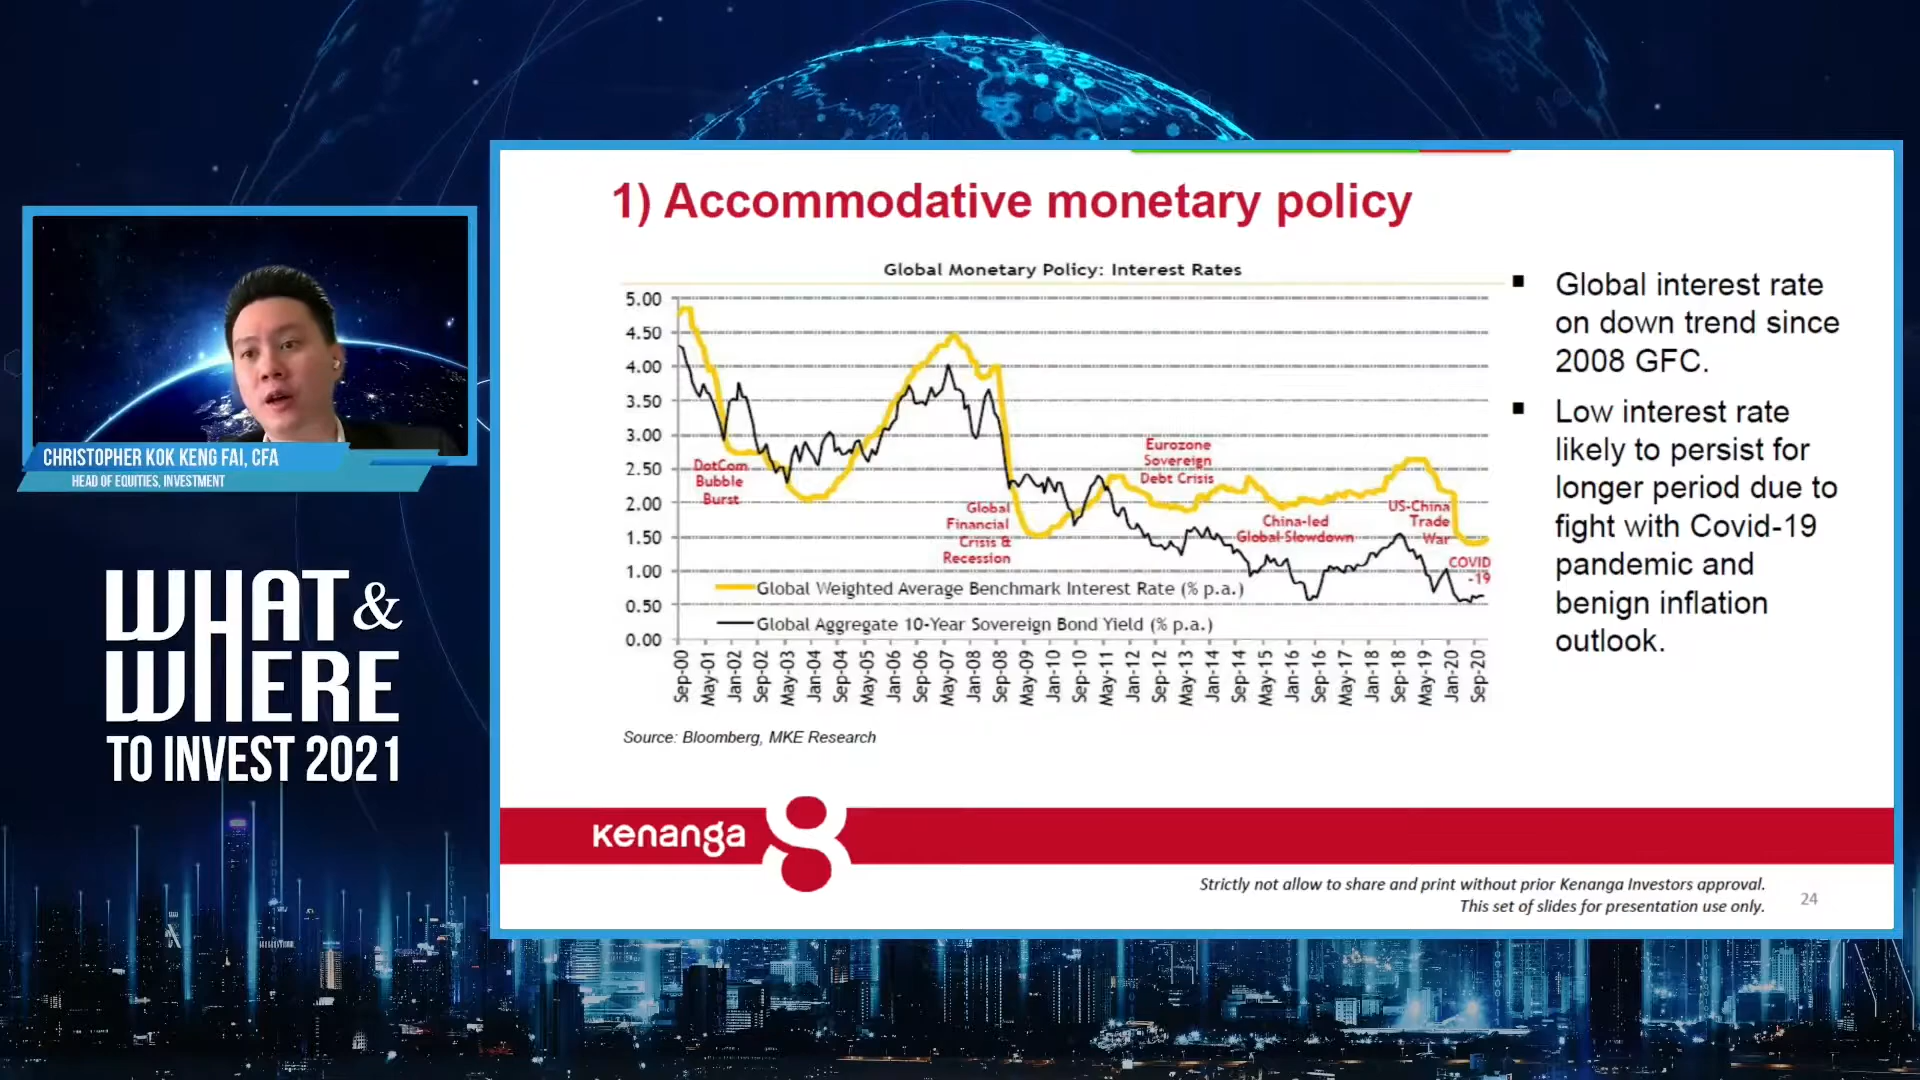 CHRISTOPHER KOK KENG FAI, CFA
HEAD OF EQUITIES, INVESTMENT
WHAT &
WHERE
TO INVEST 2021
1) Accommodative monetary policy
Global Monetary Policy: Interest Rates
5.00
4.50
4.00
3.50
3.00
2.50
2.00
1.50
1.00
0.50
0.00
DotCom
Bubble
Burst
Global
Financial
Crisis &
Recession
Eurozone
Sovereign
Debt Crisis
China-led
Global Slowdown
US-China
Trade
War
COVID
-19
Global Weighted Average Benchmark Interest Rate (% p.a.)
Global Aggregate 10-Year Sovereign Bond Yield (% p.a.)
Sep-00
May-01
Jan-02
Sep-02
May-03
Jan-04
Sep-04
May-05
Jan-06
Sep-06
May-07
Jan-08
Sep-08
May-09
Jan-10
Sep-10
May-11
Jan-12
Sep-12
May-13
Jan-14
Sep-14
May-15
Jan-16
Sep-16
May-17
Jan-18
Sep-18
May-19
Jan-20
Sep-20
Source: Bloomberg, MKE Research
▪ Global interest rate
on down trend since
2008 GFC.
▪ Low interest rate
likely to persist for
longer period due to
fight with Covid-19
pandemic and
benign inflation
outlook.
kenanga
Strictly not allow to share and print without prior Kenanga Investors approval.
This set of slides for presentation use only.
24